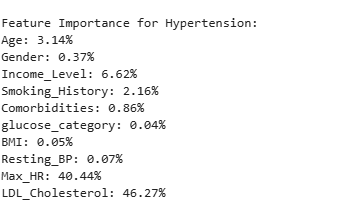 Feature Importance for Hypertension:
Age: 3.14%
Gender: 0.37%
Income_Level: 6.62%
Smoking_History: 2.16%
Comorbidities: 0.86%
glucose_category: 0.04%
BMI: 0.05%
Resting_BP: 0.07%
Max_HR: 40.44%
LDL_Cholesterol: 46.27%